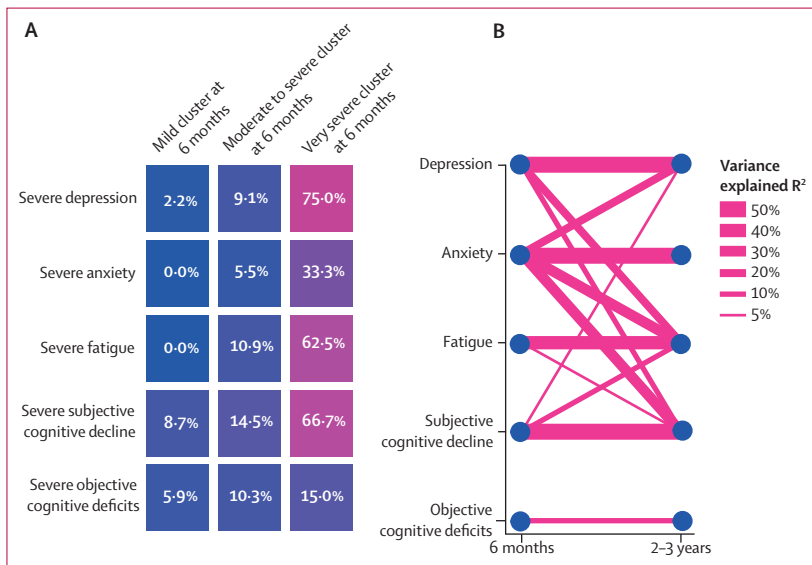 A
Mild cluster at
6 months
Moderate to severe cluster
at 6 months
Very severe cluster
at 6 months
Severe depression
2·2%
9·1%
75·0%
Severe anxiety
0·0%
5·5%
33·3%
Severe fatigue
0·0%
10·9%
62·5%
Severe subjective
cognitive decline
8·7%
14·5%
66·7%
Severe objective
cognitive deficits
5·9%
10·3%
15·0%
B
Depression
Anxiety
Fatigue
Subjective
cognitive decline
Objective
cognitive deficits
6 months
2–3 years
Variance
explained R²
50%
40%
30%
20%
10%
5%